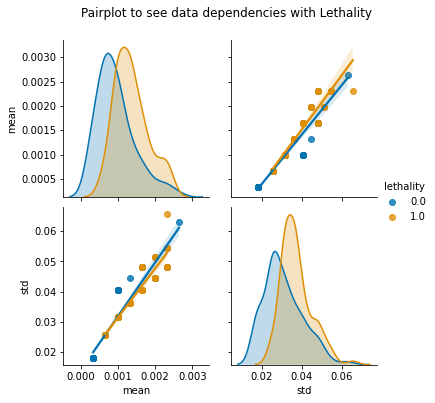 Pairplot to see data dependencies with Lethality
0.0030
0.0025
0.0020
0.0015
0.0010
0.0005
mean
lethality
0.0
1.0
0.06
0.05
0.04
0.03
0.02
std
0.000 0.001 0.002 0.003
mean
0.02 0.04 0.06
std